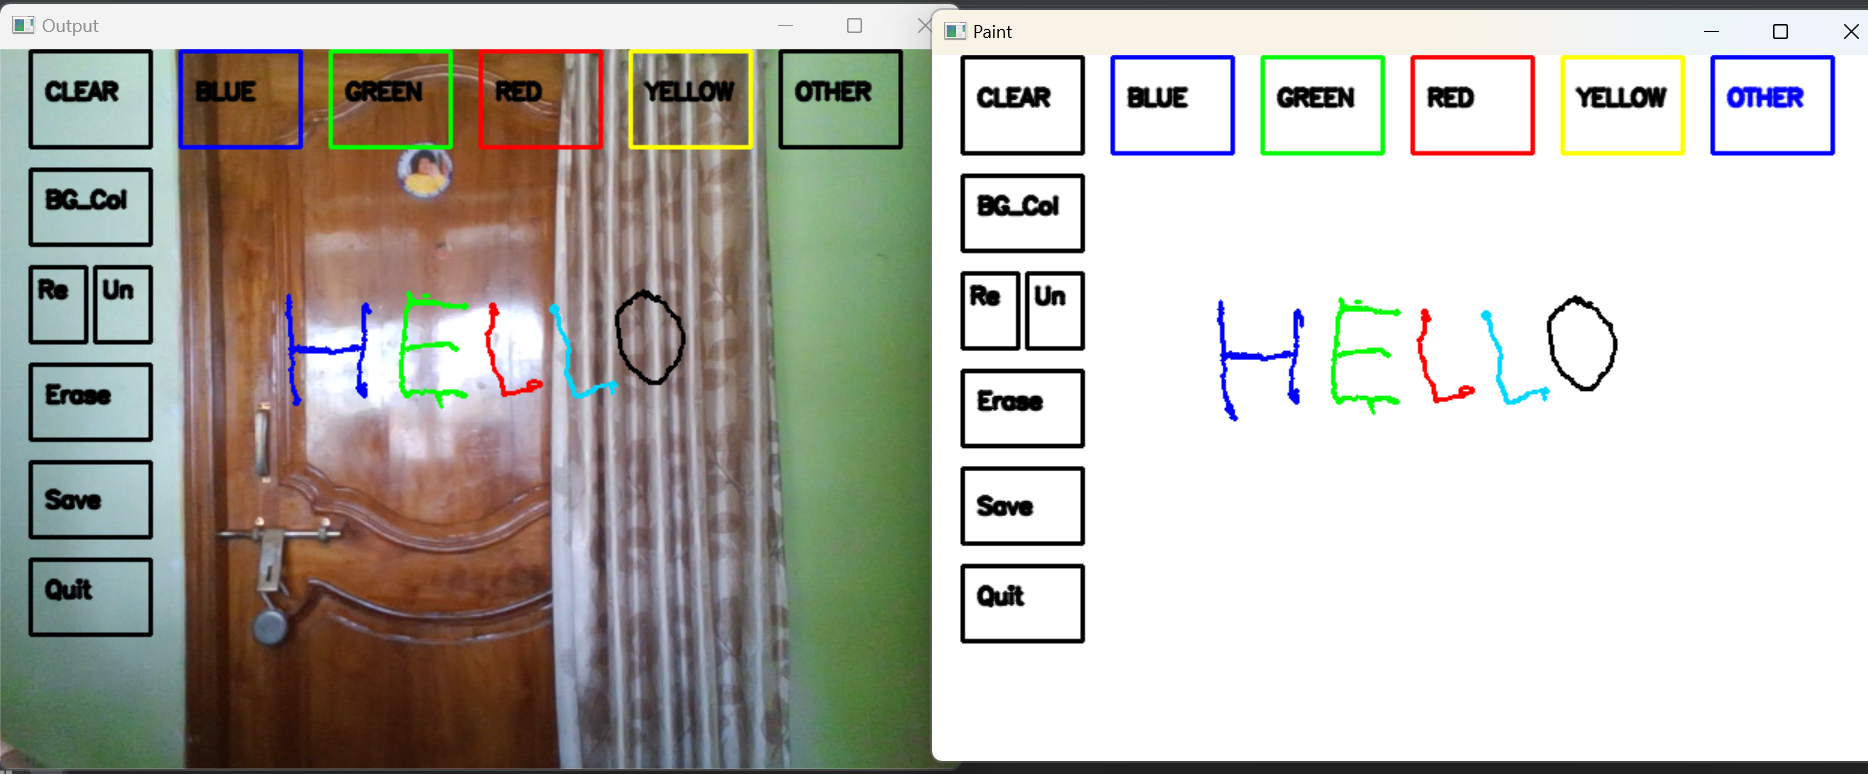 Output
CLEAR BLUE GREEN RED YELLOW OTHER
BG_Col
Re Un
Erase
Save
Quit
HELLO
Paint
CLEAR BLUE GREEN RED YELLOW OTHER
BG_Col
Re Un
Erase
Save
Quit
HELLO